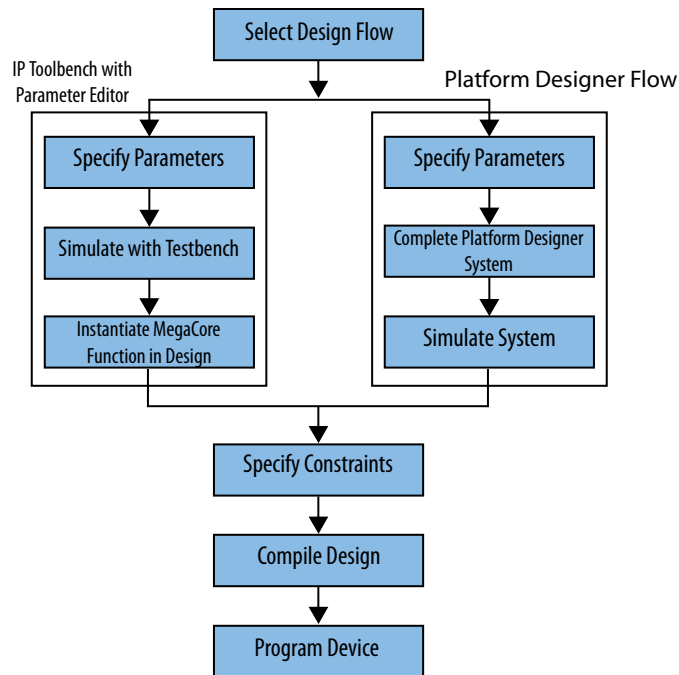 Select Design Flow
IP Toolbench with
Parameter Editor
Platform Designer Flow
Specify Parameters
Simulate with Testbench
Instantiate MegaCore
Function in Design
Specify Parameters
Complete Platform Designer
System
Simulate System
Specify Constraints
Compile Design
Program Device